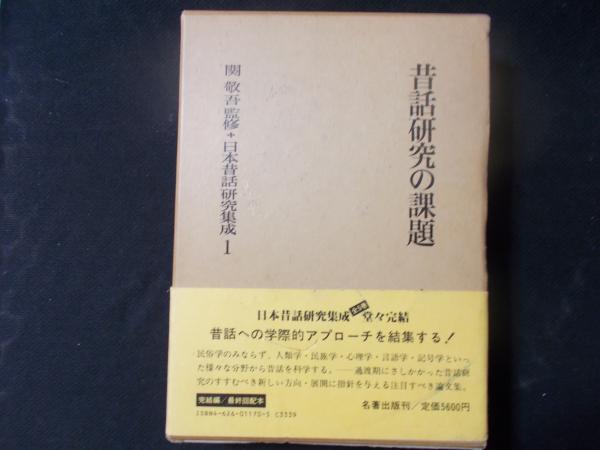 昔話研究の課題
関 敬吾 監修+日本昔話研究集成 1
日本昔話研究集成 全5巻 堂々完結
昔話への学際的アプローチを結集する!
民俗学のみならず、人類学・民族学・心理学・言語学・記号学といっ
た様々な分野から昔話を科学する。——過渡期にさしかかった昔話研
究のすすむべき新しい方向・展開に指針を与える注目すべき論文集。
完結編/最終回配本
名著出版刊/定価5600円
ISBN4-626-01170-5 C3339